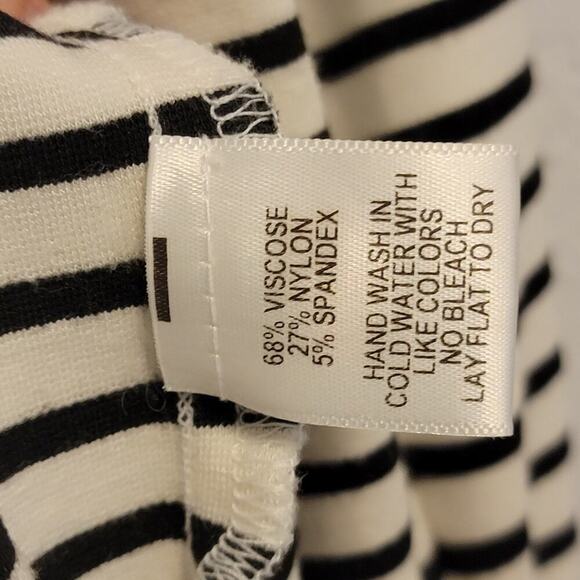 68% VISCOSE
27% NYLON
5% SPANDEX
HAND WASH IN
COLD WATER WITH
LIKE COLORS
NO BLEACH
LAY FLAT TO DRY